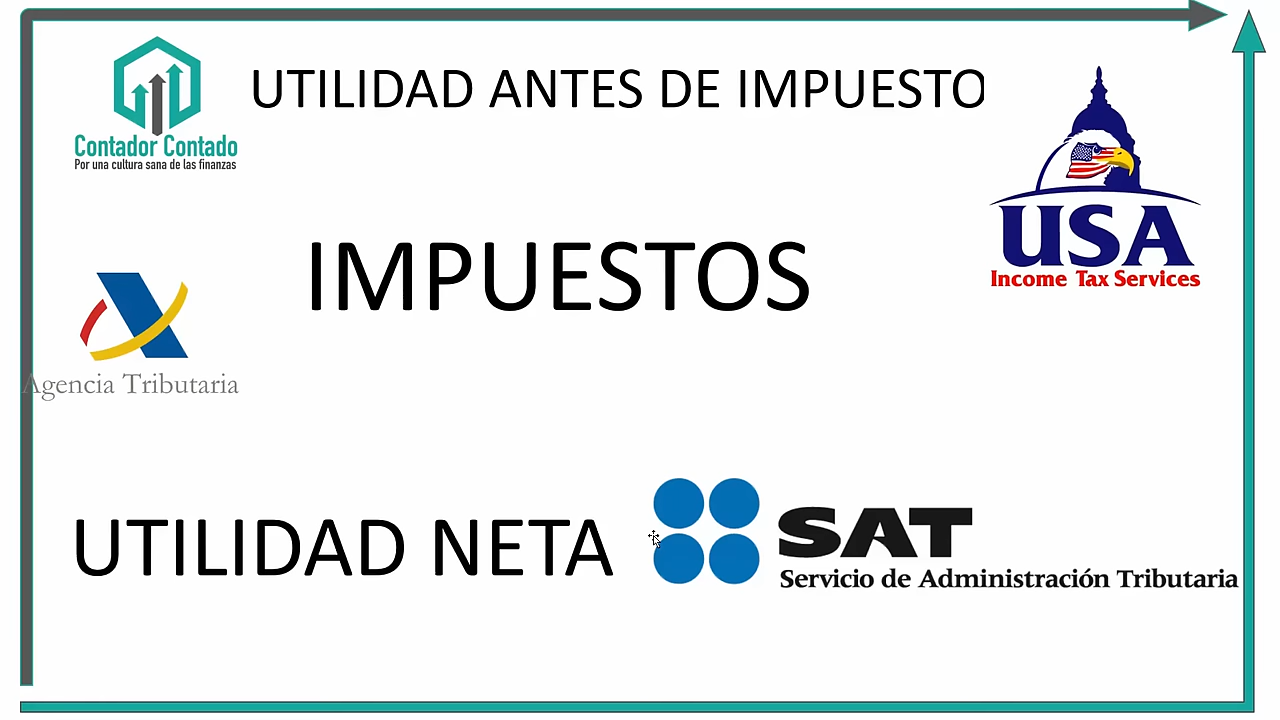 UTILIDAD ANTES DE IMPUESTO
Contador Contado
Por una cultura sana de las finanzas
USA
Income Tax Services
IMPUESTOS
Agencia Tributaria
UTILIDAD NETA
SAT
Servicio de Administración Tributaria